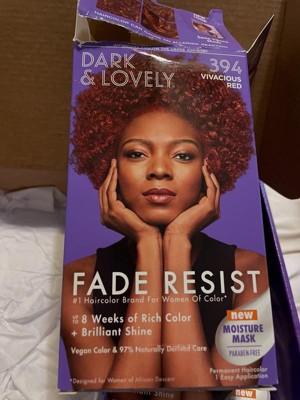 DARK
& LOVELY
394
VIVACIOUS
RED
FADE RESIST
#1 Haircolor Brand For Women Of Color*
UP TO 8 Weeks of Rich Color
+ Brilliant Shine
Vegan Color & 97% Naturally Derived Care
*Designed for Women of African Descent
new
MOISTURE
MASK
PARABEN-FREE
Permanent Haircolor
1 Easy Application